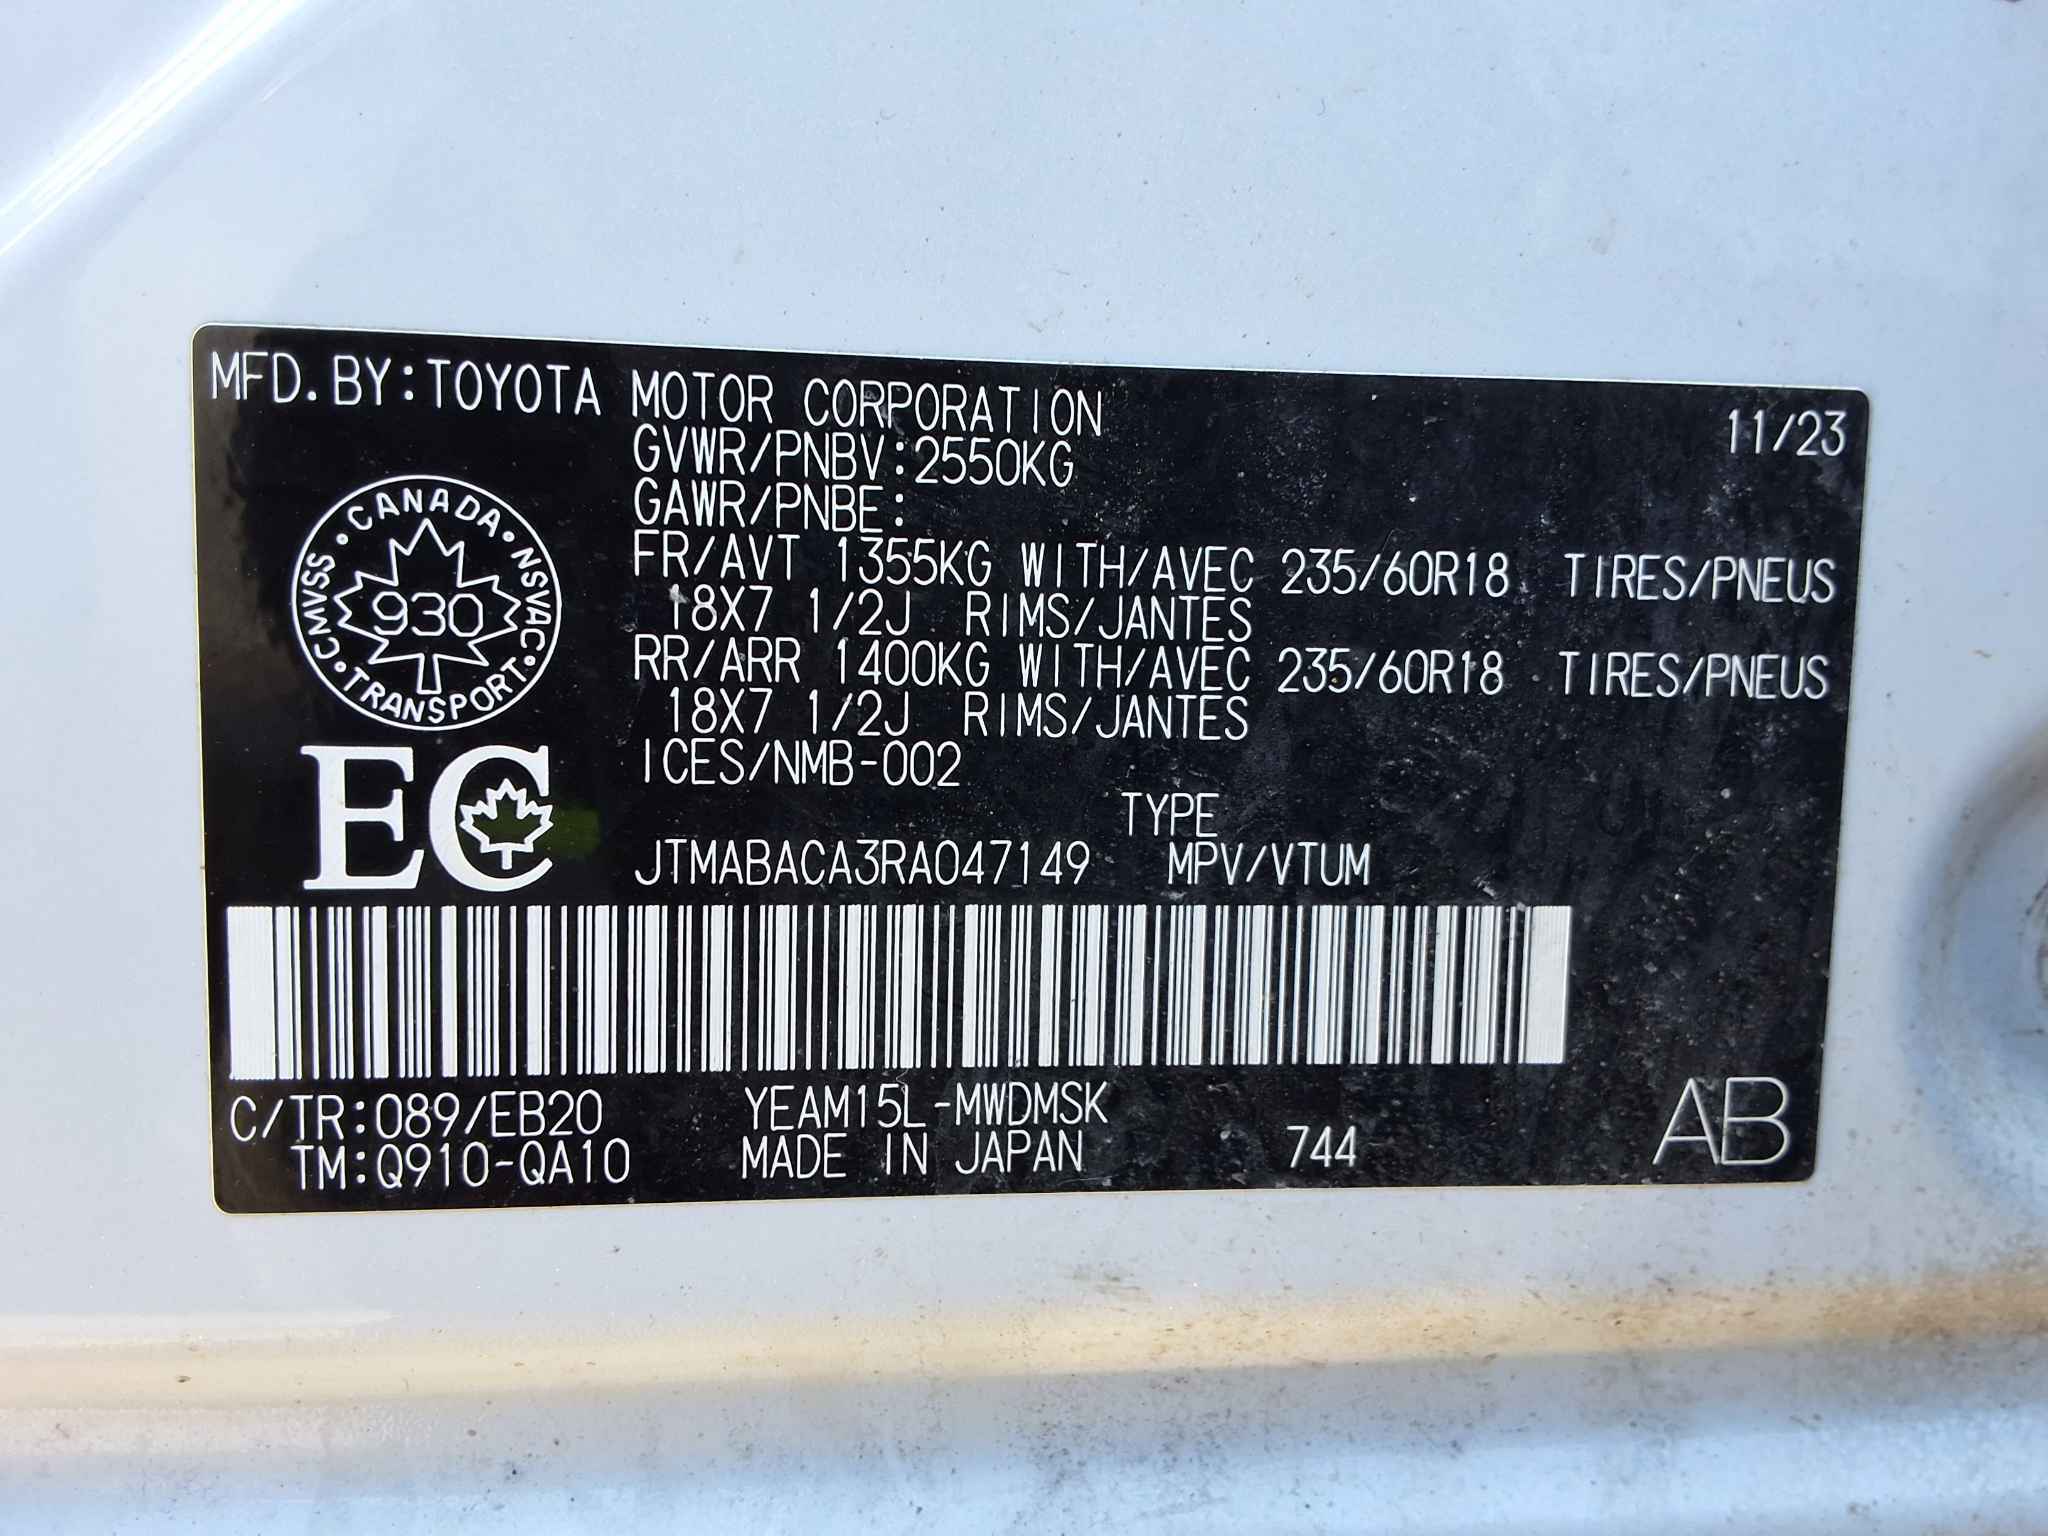 MFD.BY:TOYOTA MOTOR CORPORATION 11/23
GVWR/PNBV:2550KG
GAWR/PNBE:
FR/AVT 1355KG WITH/AVEC 235/60R18 TIRES/PNEUS
18X7 1/2J RIMS/JANTES
RR/ARR 1400KG WITH/AVEC 235/60R18 TIRES/PNEUS
18X7 1/2J RIMS/JANTES
ICES/NMB-002
CANADA · NSVAC · TRANSPORT · CMVSS ·
930
EC
TYPE
JTMABACA3RA047149 MPV/VTUM
C/TR:089/EB20 YEAM15L-MWDMSK
TM:Q910-QA10 MADE IN JAPAN 744 AB